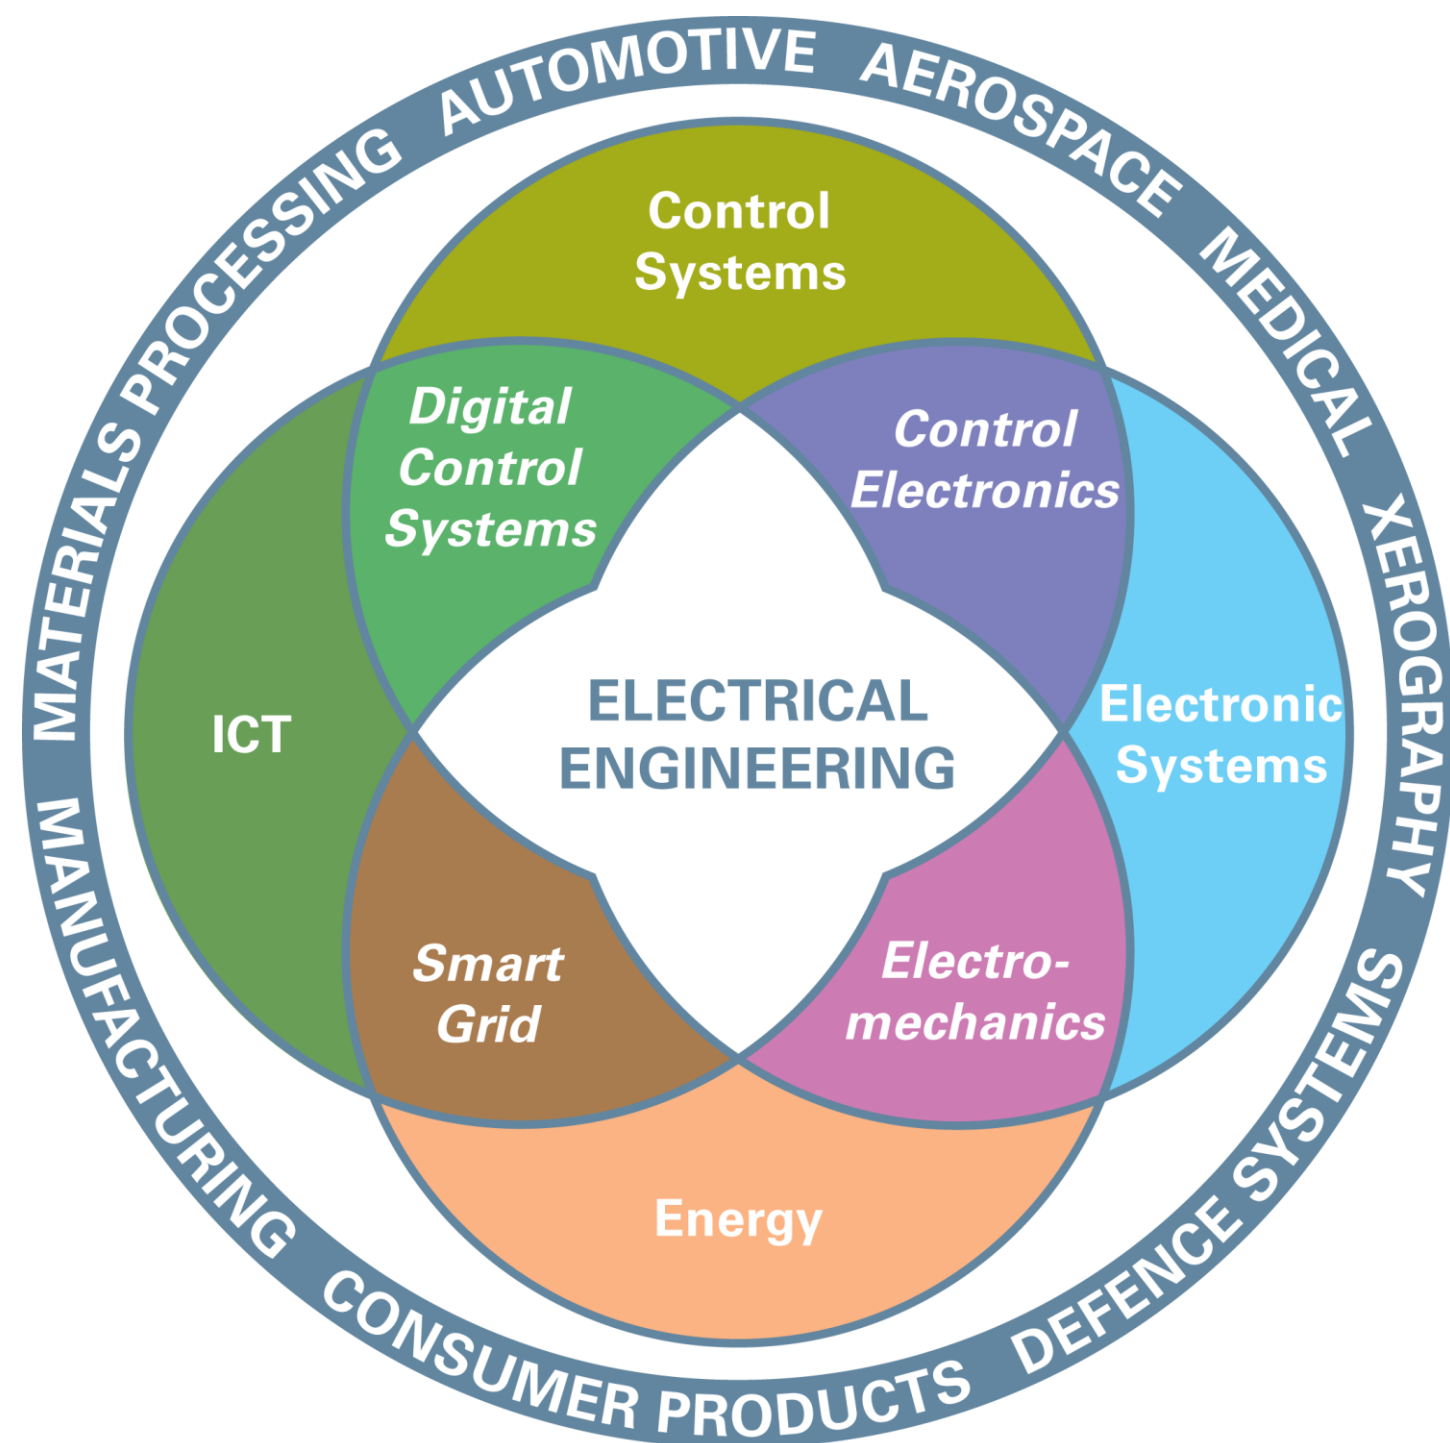 MATERIALS PROCESSING
AUTOMOTIVE
AEROSPACE
MEDICAL
XEROGRAPHY
DEFENCE SYSTEMS
CONSUMER PRODUCTS
MANUFACTURING
Control
Systems
Digital
Control
Systems
Control
Electronics
ICT
ELECTRICAL
ENGINEERING
Electronic
Systems
Smart
Grid
Electro-
mechanics
Energy